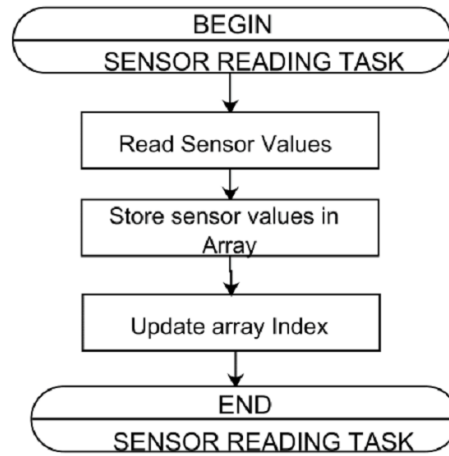 BEGIN
SENSOR READING TASK
Read Sensor Values
Store sensor values in
Array
Update array Index
END
SENSOR READING TASK